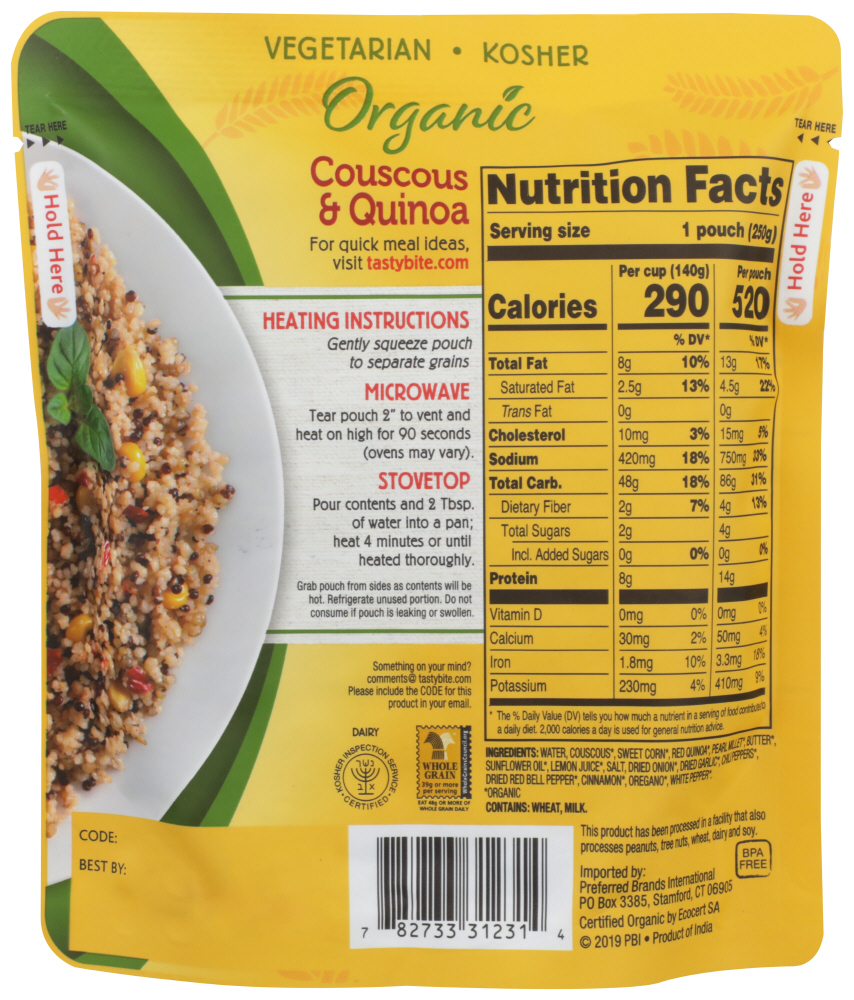 VEGETARIAN • KOSHER
Organic
TEAR HERE
TEAR HERE
Hold Here
Hold Here
Couscous
& Quinoa
For quick meal ideas,
visit tastybite.com
HEATING INSTRUCTIONS
Gently squeeze pouch
to separate grains
MICROWAVE
Tear pouch 2" to vent and
heat on high for 90 seconds
(ovens may vary).
STOVETOP
Pour contents and 2 Tbsp.
of water into a pan;
heat 4 minutes or until
heated thoroughly.
Grab pouch from sides as contents will be
hot. Refrigerate unused portion. Do not
consume if pouch is leaking or swollen.
Something on your mind?
comments@tastybite.com
Please include the CODE for this
product in your email.
DAIRY
KOSHER INSPECTION SERVICE
נשר
א ב
•CERTIFIED•
WHOLE
GRAIN
39g or more
per serving
WholeGrainsCouncil.org
EAT 48g OR MORE OF
WHOLE GRAIN DAILY
Nutrition Facts
Serving size 1 pouch (250g)
Per cup (140g) Per pouch
Calories 290 520
% DV* % DV*
Total Fat 8g 10% 13g 17%
Saturated Fat 2.5g 13% 4.5g 22%
Trans Fat 0g 0g
Cholesterol 10mg 3% 15mg 5%
Sodium 420mg 18% 750mg 33%
Total Carb. 48g 18% 86g 31%
Dietary Fiber 2g 7% 4g 13%
Total Sugars 2g 4g
Incl. Added Sugars 0g 0% 0g 0%
Protein 8g 14g
Vitamin D 0mg 0% 0mg 0%
Calcium 30mg 2% 50mg 4%
Iron 1.8mg 10% 3.3mg 18%
Potassium 230mg 4% 410mg 9%
* The % Daily Value (DV) tells you how much a nutrient in a serving of food contributes to
a daily diet. 2,000 calories a day is used for general nutrition advice.
INGREDIENTS: WATER, COUSCOUS*, SWEET CORN*, RED QUINOA*, PEARL MILLET*, BUTTER*,
SUNFLOWER OIL*, LEMON JUICE*, SALT, DRIED ONION*, DRIED GARLIC*, CHILI PEPPERS*,
DRIED RED BELL PEPPER*, CINNAMON*, OREGANO*, WHITE PEPPER*.
*ORGANIC
CONTAINS: WHEAT, MILK.
This product has been processed in a facility that also
processes peanuts, tree nuts, wheat, dairy and soy.
BPA
FREE
Imported by:
Preferred Brands International
PO Box 3385, Stamford, CT 06905
Certified Organic by Ecocert SA
© 2019 PBI • Product of India
CODE:
BEST BY:
7 82733 31231 4